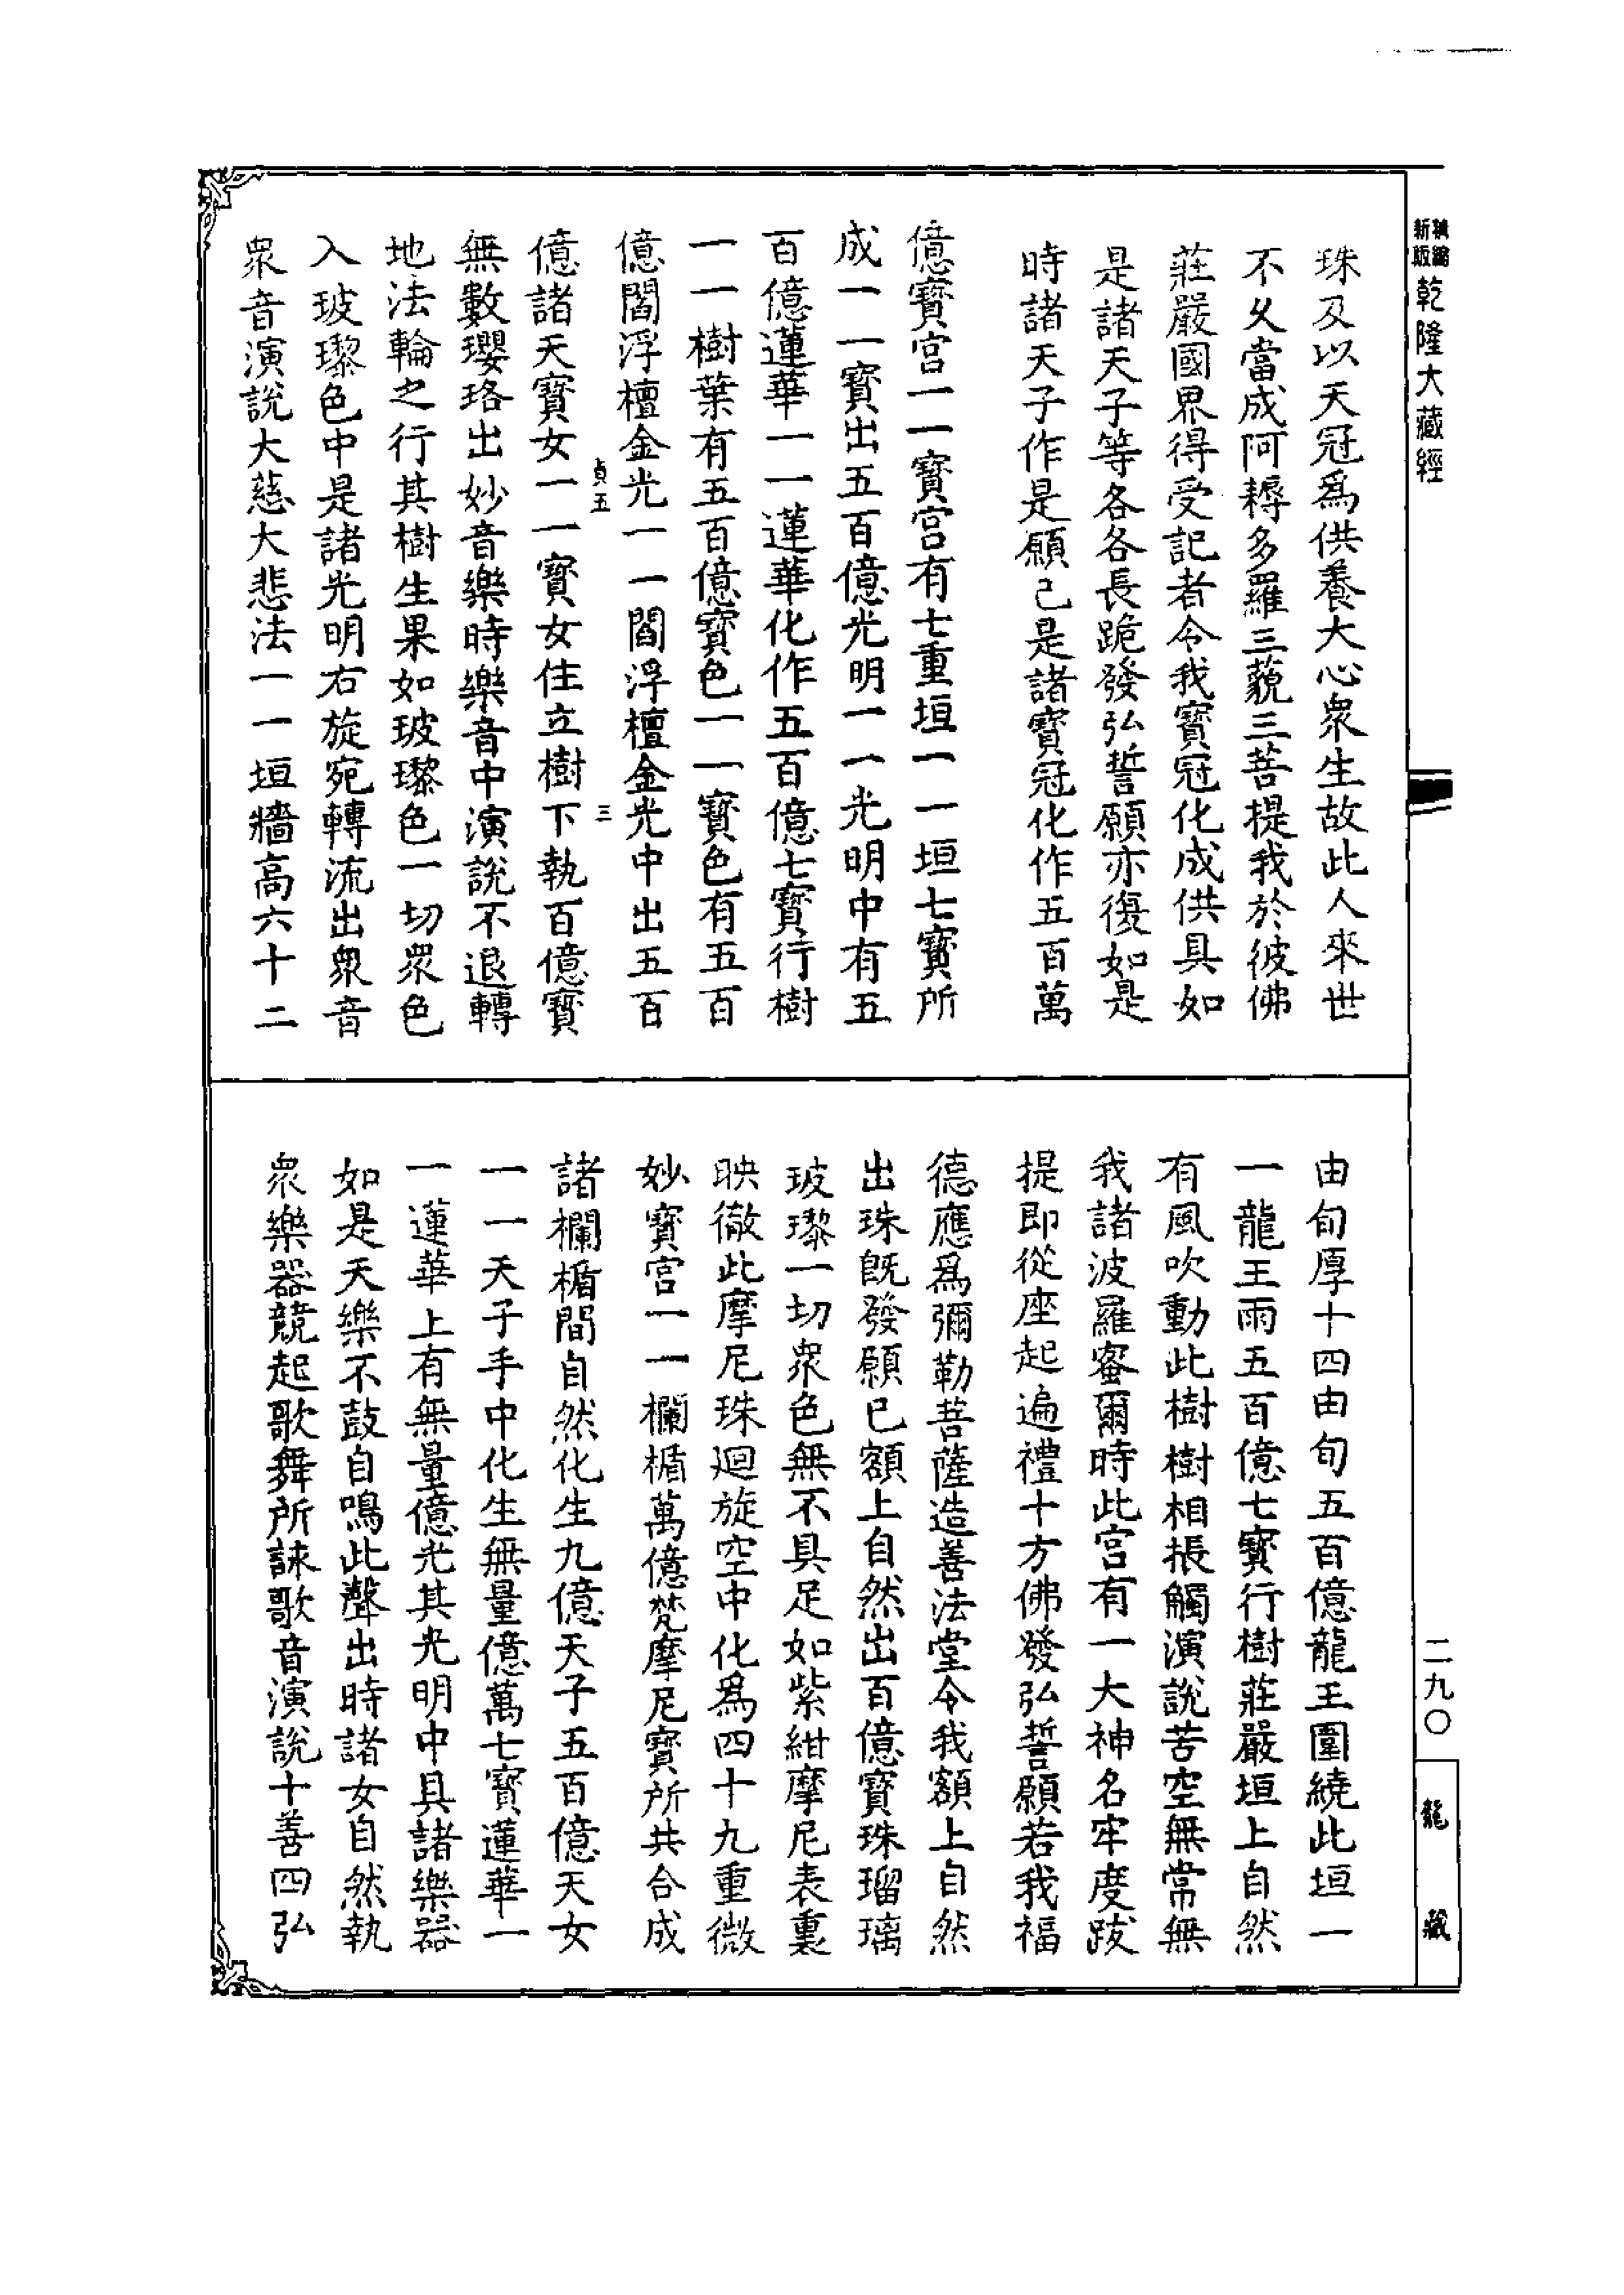 新版
精縮
乾隆大藏經
珠及以天冠爲供養大心衆生故此人來世
不乆當成阿耨多羅三藐三菩提我於彼佛
莊嚴國界得受記者令我寶冠化成供具如
是諸天子等各各長跪發弘誓願亦復如是
時諸天子作是願已是諸寶冠化作五百萬
億寶宮一一寶宮有七重垣一一垣七寶所
成一一寶出五百億光明一一光明中有五
百億蓮華一一蓮華化作五百億七寶行樹
一一樹葉有五百億寶色一一寶色有五百
億閻浮檀金光一一閻浮檀金光中出五百
貞五
三
億諸天寶女一一寶女住立樹下執百億寶
無數瓔珞出妙音樂時樂音中演說不退轉
地法輪之行其樹生果如玻瓈色一切衆色
入玻瓈色中是諸光明右旋宛轉流出衆音
衆音演說大慈大悲法一一垣牆高六十二
由旬厚十四由旬五百億龍王圍繞此垣一
一龍王雨五百億七寶行樹莊嚴垣上自然
有風吹動此樹樹相掁觸演說苦空無常無
我諸波羅蜜爾時此宮有一大神名牢度跋
提即從座起遍禮十方佛發弘誓願若我福
德應爲彌勒菩薩造善法堂令我額上自然
出珠旣發願已額上自然出百億寶珠瑠璃
玻瓈一切衆色無不具足如紫紺摩尼表裏
映徹此摩尼珠迴旋空中化爲四十九重微
妙寶宮一一欄楯萬億梵摩尼寶所共合成
諸欄楯間自然化生九億天子五百億天女
一一天子手中化生無量億萬七寶蓮華一
一蓮華上有無量億光其光明中具諸樂器
如是天樂不鼓自鳴此聲出時諸女自然執
衆樂器競起歌舞所詠歌音演說十善四弘
二九〇
龍藏